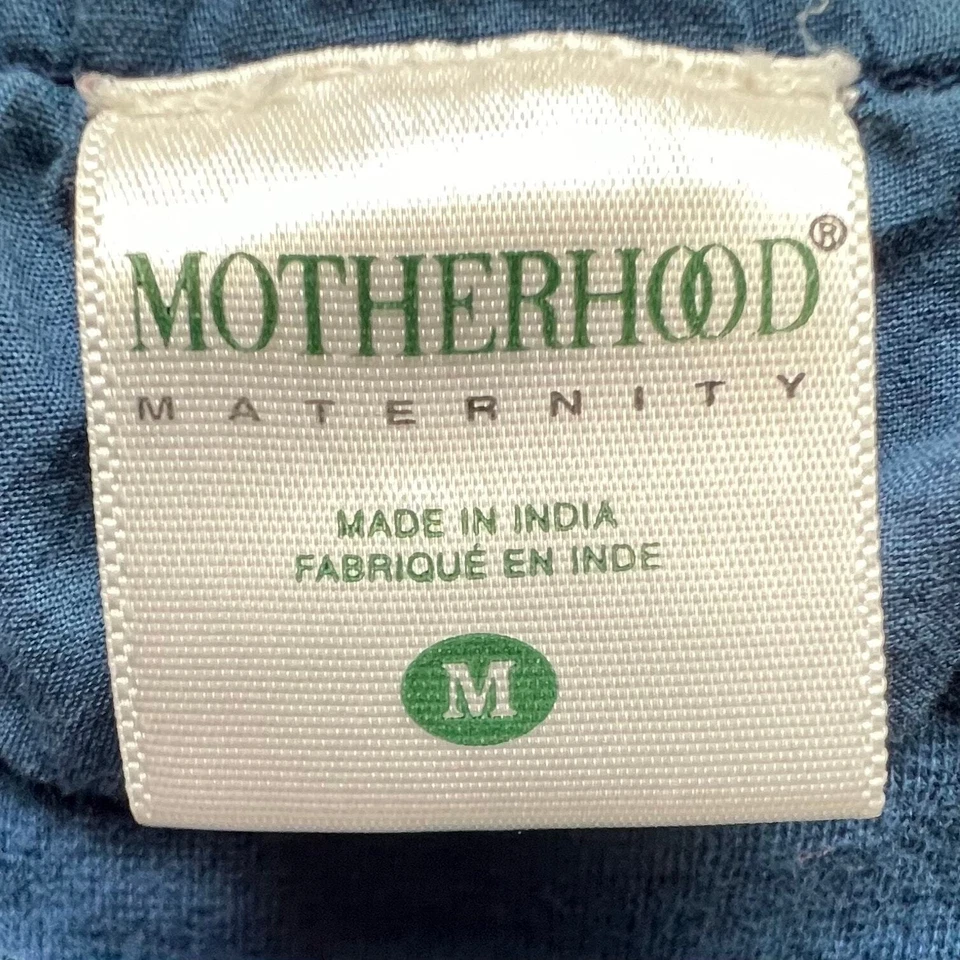 MOTHERHOOD®
MATERNITY
MADE IN INDIA
FABRIQUÉ EN INDE
M